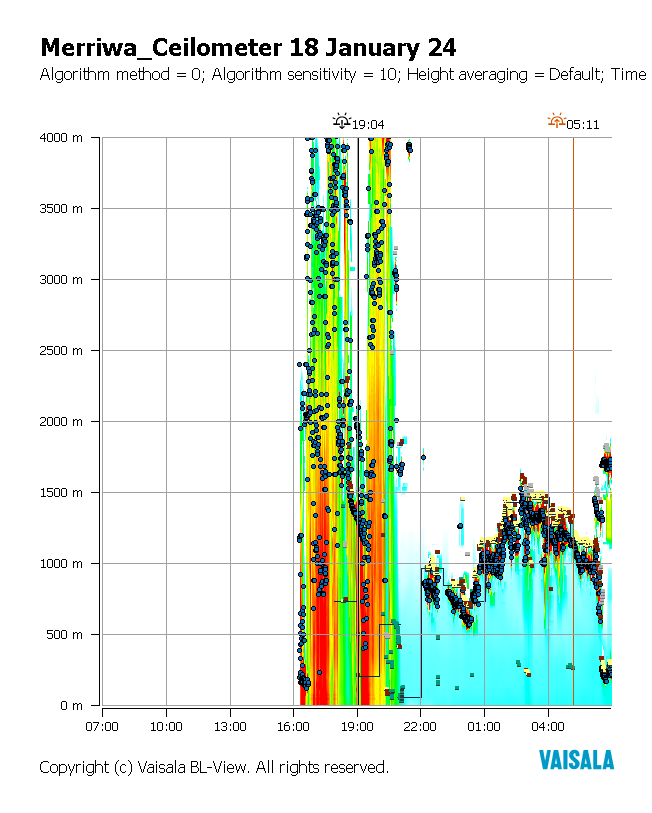 Merriwa_Ceilometer 18 January 24
Algorithm method = 0; Algorithm sensitivity = 10; Height averaging = Default; Time
19:04
05:11
4000 m
3500 m
3000 m
2500 m
2000 m
1500 m
1000 m
500 m
0 m
07:00 10:00 13:00 16:00 19:00 22:00 01:00 04:00
VAISALA
Copyright (c) Vaisala BL-View. All rights reserved.